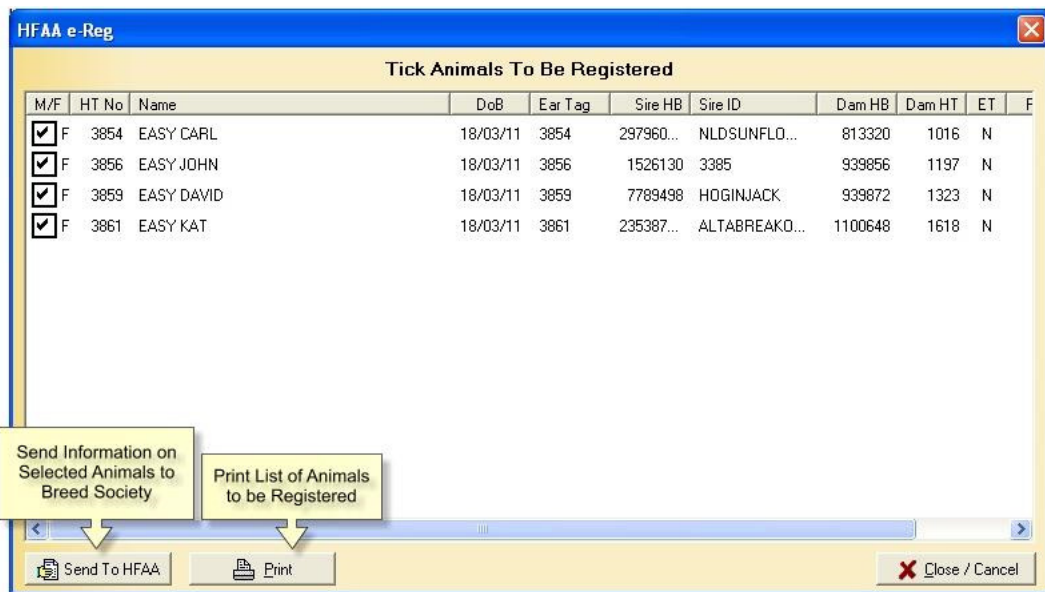 HFAA e-Reg
Tick Animals To Be Registered
M/F HT No Name DoB Ear Tag Sire HB Sire ID Dam HB Dam HT ET F
F 3854 EASY CARL 18/03/11 3854 297960... NLDSUNFLO... 813320 1016 N
F 3856 EASY JOHN 18/03/11 3856 1526130 3385 939856 1197 N
F 3859 EASY DAVID 18/03/11 3859 7789498 HOGINJACK 939872 1323 N
F 3861 EASY KAT 18/03/11 3861 235387... ALTABREAKO... 1100648 1618 N
Send Information on
Selected Animals to
Breed Society
Print List of Animals
to be Registered
Send To HFAA Print Close / Cancel